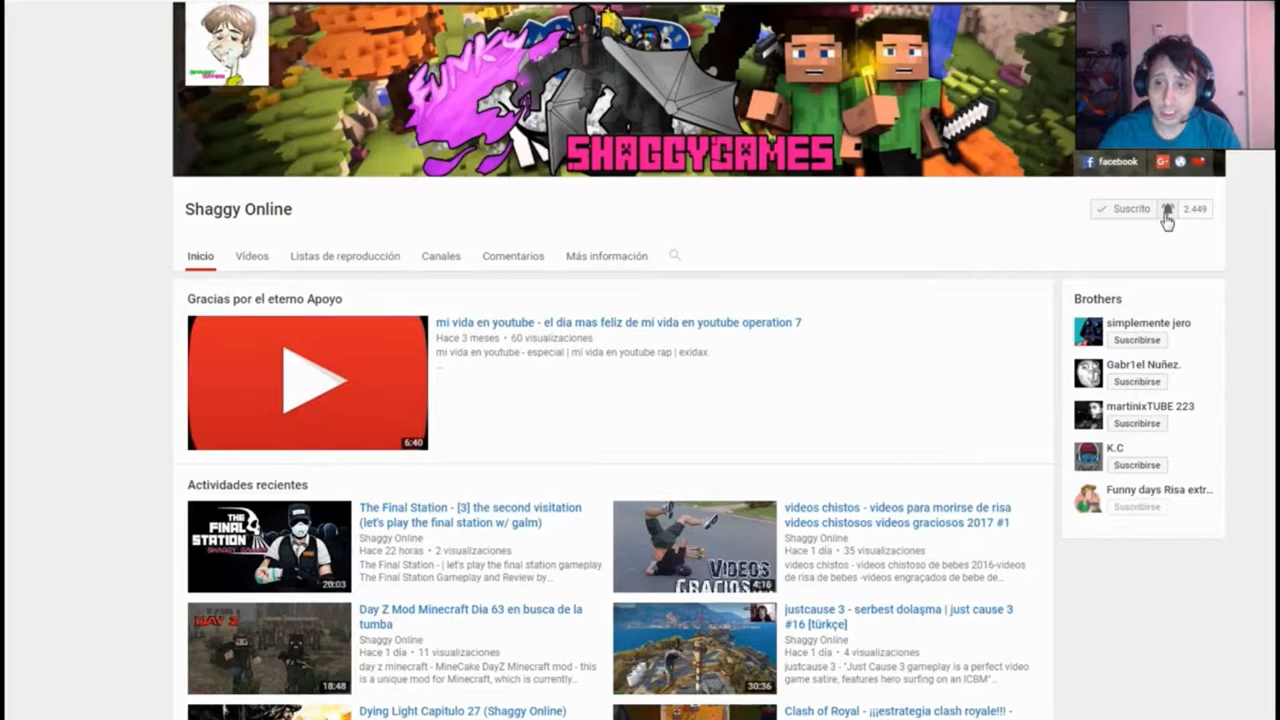 SHAGGY GAMES
SHAGGYGAMES
facebook
Shaggy Online
Suscrito
2.449
Inicio
Vídeos
Listas de reproducción
Canales
Comentarios
Más información
Gracias por el eterno Apoyo
mi vida en youtube - el dia mas feliz de mi vida en youtube operation 7
Hace 3 meses • 60 visualizaciones
mi vida en youtube - especial | mi vida en youtube rap | exidax.
...
6:40
Brothers
simplemente jero
Suscribirse
Gabr1el Nuñez.
Suscribirse
martinixTUBE 223
Suscribirse
K.C
Suscribirse
Funny days Risa extr...
Suscribirse
Actividades recientes
THE FINAL STATION
SHAGGY GAMES
20:03
The Final Station - [3] the second visitation
(let's play the final station w/ galm)
Shaggy Online
Hace 22 horas • 2 visualizaciones
The Final Station - | let's play the final station gameplay.
The Final Station Gameplay and Review by...
VIDEOS
GRACIOS
4:16
videos chistos - videos para morirse de risa
videos chistosos videos graciosos 2017 #1
Shaggy Online
Hace 1 día • 35 visualizaciones
videos chistos - videos chistosos de bebes 2016-videos
de risa de bebes -videos engraçados de bebe de...
DAY Z
18:48
Day Z Mod Minecraft Dia 63 en busca de la
tumba
Shaggy Online
Hace 1 día • 11 visualizaciones
day z minecraft - MineCake DayZ Minecraft mod - this
is a unique mod for Minecraft, which is currently...
30:36
justcause 3 - serbest dolaşma | just cause 3
#16 [türkçe]
Shaggy Online
Hace 1 día • 4 visualizaciones
justcause 3 - "Just Cause 3 gameplay is a perfect video
game satire, features hero surfing on an ICBM"
Dying Light Capitulo 27 (Shaggy Online)
Clash of Royal - ¡¡¡estrategia clash royale!!! -